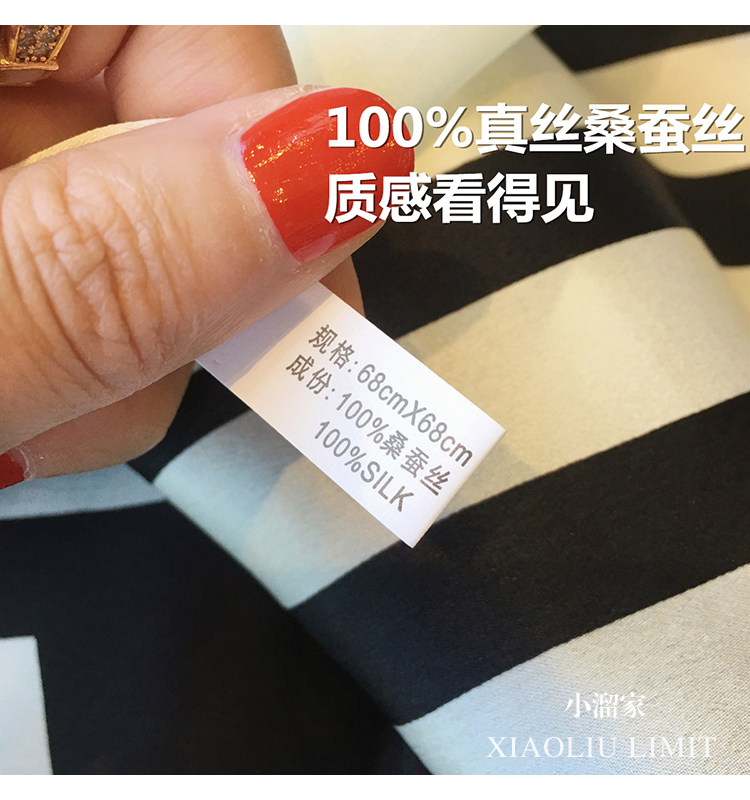 100%真丝桑蚕丝
质感看得见
规格:68cmX68cm
成份:100%桑蚕丝
100%SILK
小溜家
XIAOLIU LIMIT